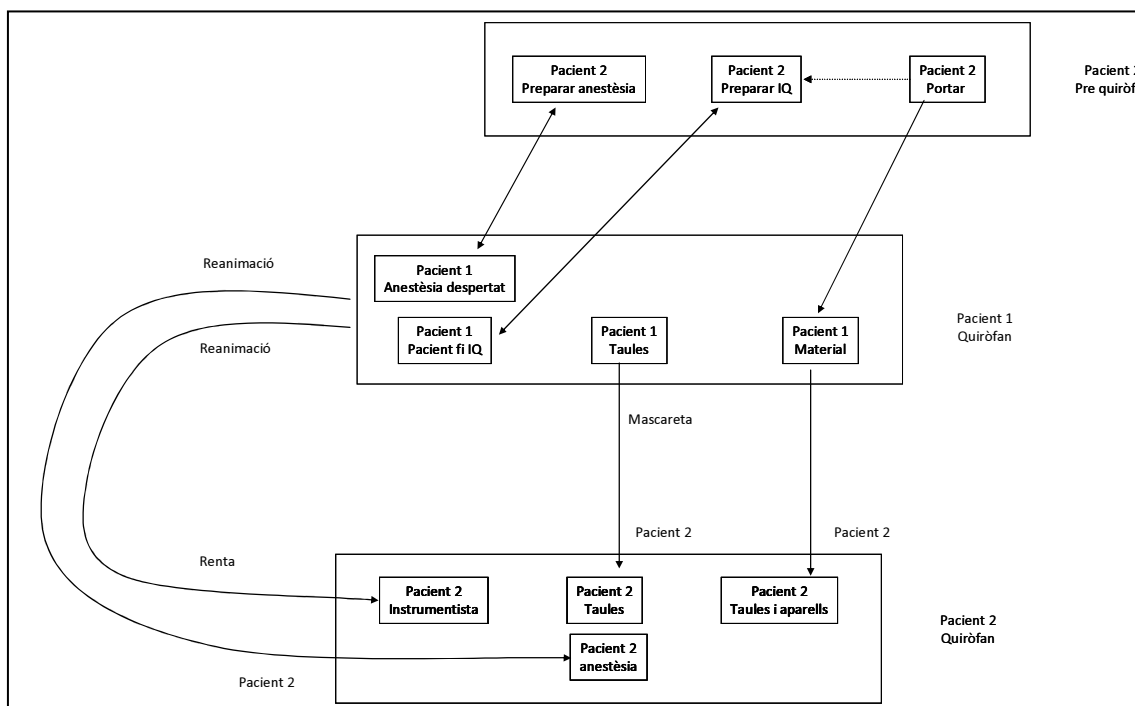 Pacient 2
Preparar anestèsia
Pacient 2
Preparar IQ
Pacient 2
Portar
Pacient
Pre
Pacient 1
Anestèsia despertat
Pacient 1
Pacient fi IQ
Pacient 1
Taules
Pacient 1
Material
Pacient 1
Quiròfan
Reanimació
Reanimació
Mascareta
Pacient 2
Pacient 2
Renta
Pacient 2
Instrumentista
Pacient 2
Taules
Pacient 2
Taules i aparells
Pacient 2
anestèsia
Pacient 2
Quiròfan
Pacient 2